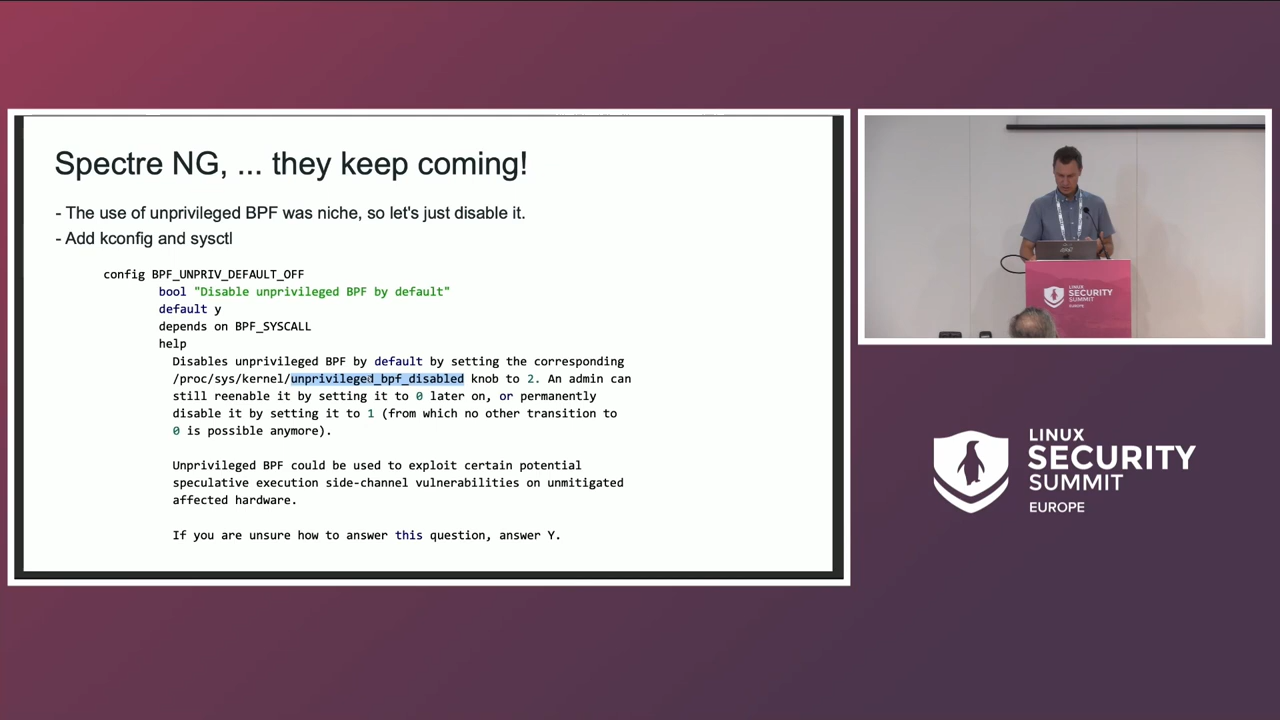 Spectre NG, ... they keep coming!
- The use of unprivileged BPF was niche, so let's just disable it.
- Add kconfig and sysctl
config BPF_UNPRIV_DEFAULT_OFF
bool "Disable unprivileged BPF by default"
default y
depends on BPF_SYSCALL
help
Disables unprivileged BPF by default by setting the corresponding
/proc/sys/kernel/unprivileged_bpf_disabled knob to 2. An admin can
still reenable it by setting it to 0 later on, or permanently
disable it by setting it to 1 (from which no other transition to
0 is possible anymore).
Unprivileged BPF could be used to exploit certain potential
speculative execution side-channel vulnerabilities on unmitigated
affected hardware.
If you are unsure how to answer this question, answer Y.
LINUX
SECURITY
SUMMIT
EUROPE
LINUX
SECURITY
SUMMIT
EUROPE